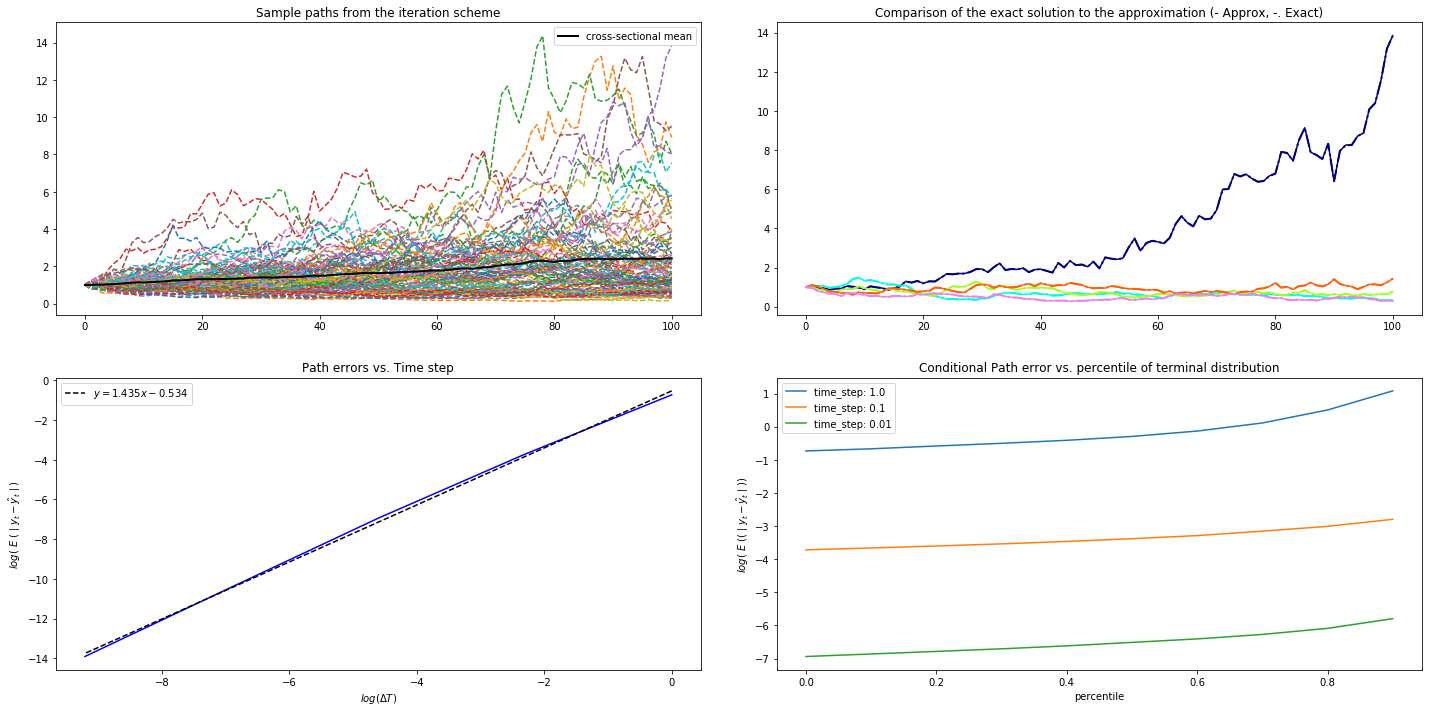 Sample paths from the iteration scheme
cross-sectional mean
14
12
10
8
6
4
2
0
0 20 40 60 80 100
Comparison of the exact solution to the approximation (- Approx, -. Exact)
14
12
10
8
6
4
2
0
0 20 40 60 80 100
Path errors vs. Time step
y = 1.435x − 0.534
log( E ( | y_t − ŷ_t | )
0
−2
−4
−6
−8
−10
−12
−14
−8 −6 −4 −2 0
log(ΔT)
Conditional Path error vs. percentile of terminal distribution
time_step: 1.0
time_step: 0.1
time_step: 0.01
log( E (( | y_t − ŷ_t | ))
1
0
−1
−2
−3
−4
−5
−6
−7
0.0 0.2 0.4 0.6 0.8
percentile